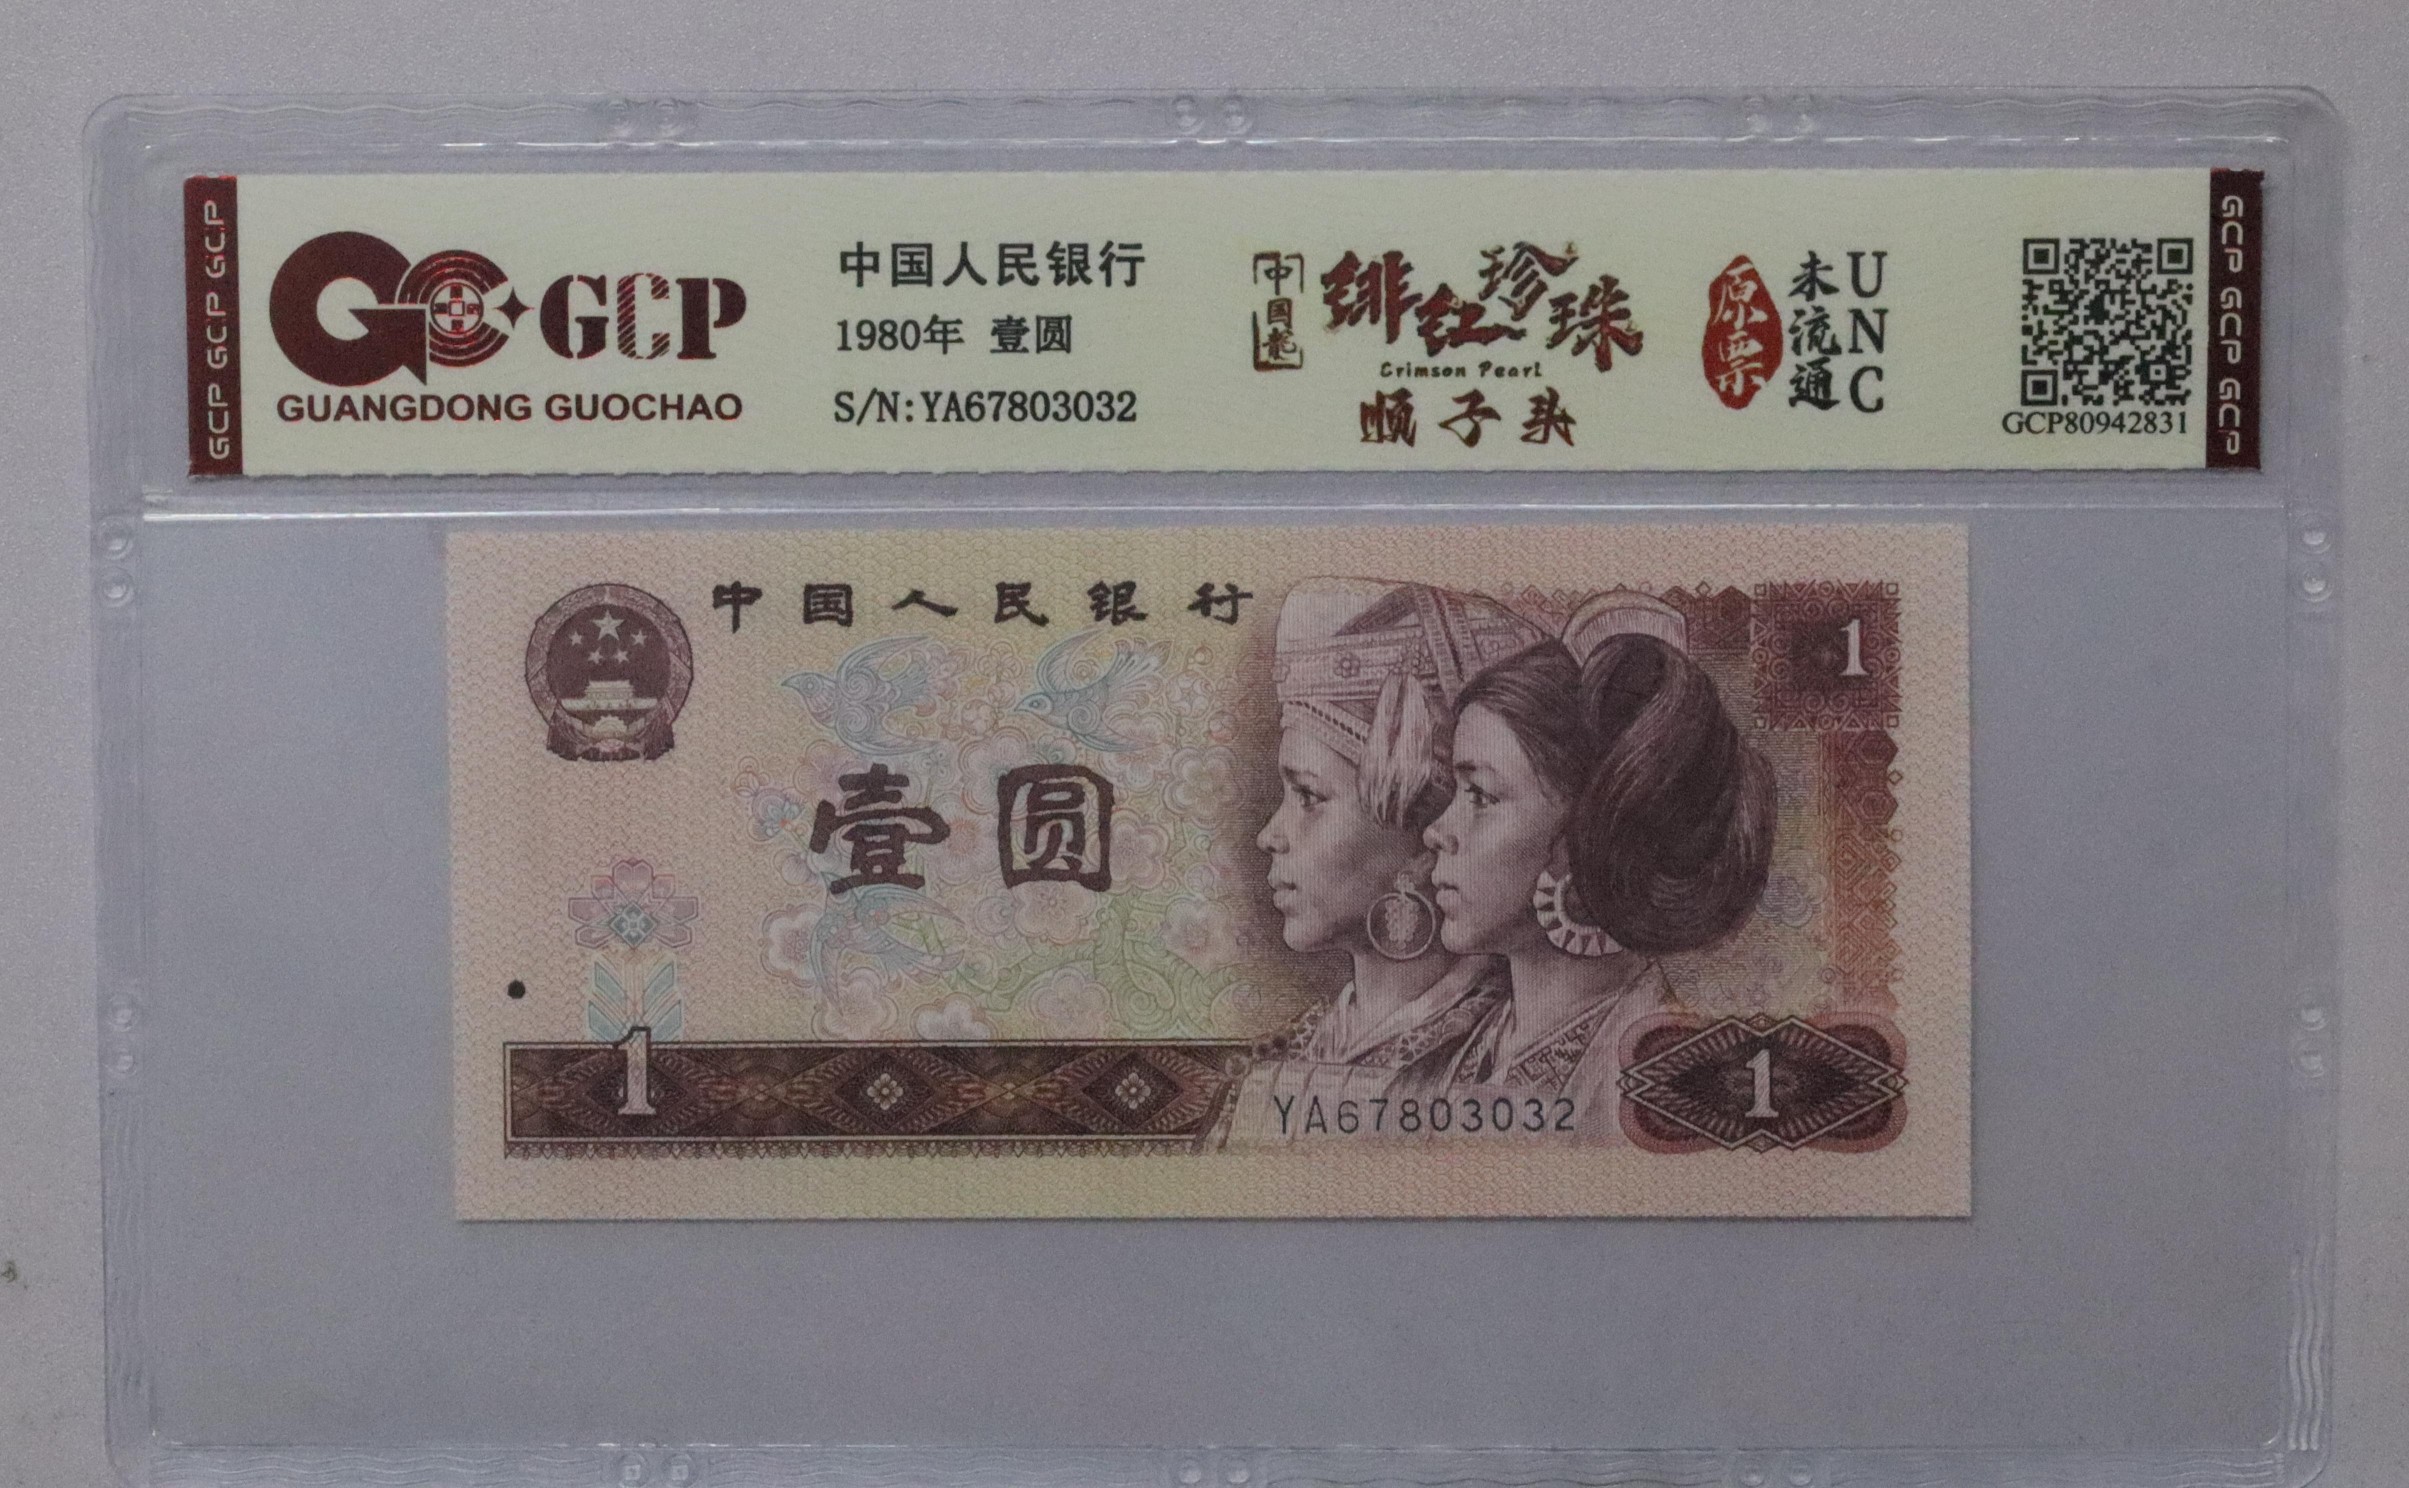 GCP GCP GCP
GCP
GUANGDONG GUOCHAO
中国人民银行
1980年 壹圆
S/N:YA67803032
中国龍
绯红珍珠
Crimson Pearl
顺子头
原票
未流通
UNC
GCP80942831
GCP GCP GCP
中国人民银行
1
壹圆
1
YA67803032
1